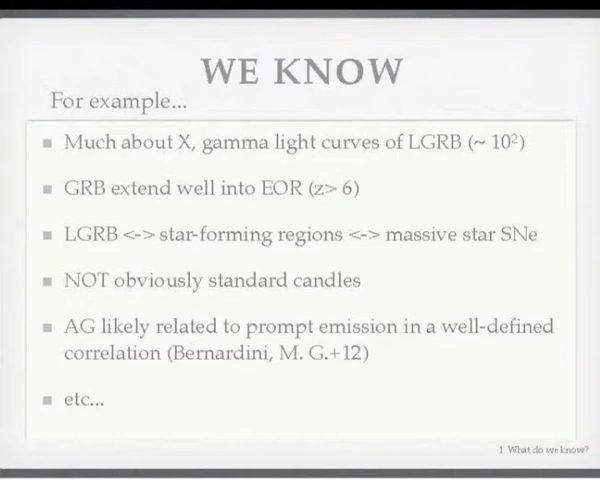 WE KNOW
For example...
Much about X, gamma light curves of LGRB (~ 10²)
GRB extend well into EOR (z> 6)
LGRB <-> star-forming regions <-> massive star SNe
NOT obviously standard candles
AG likely related to prompt emission in a well-defined
correlation (Bernardini, M. G.+12)
etc...
1. What do we know?